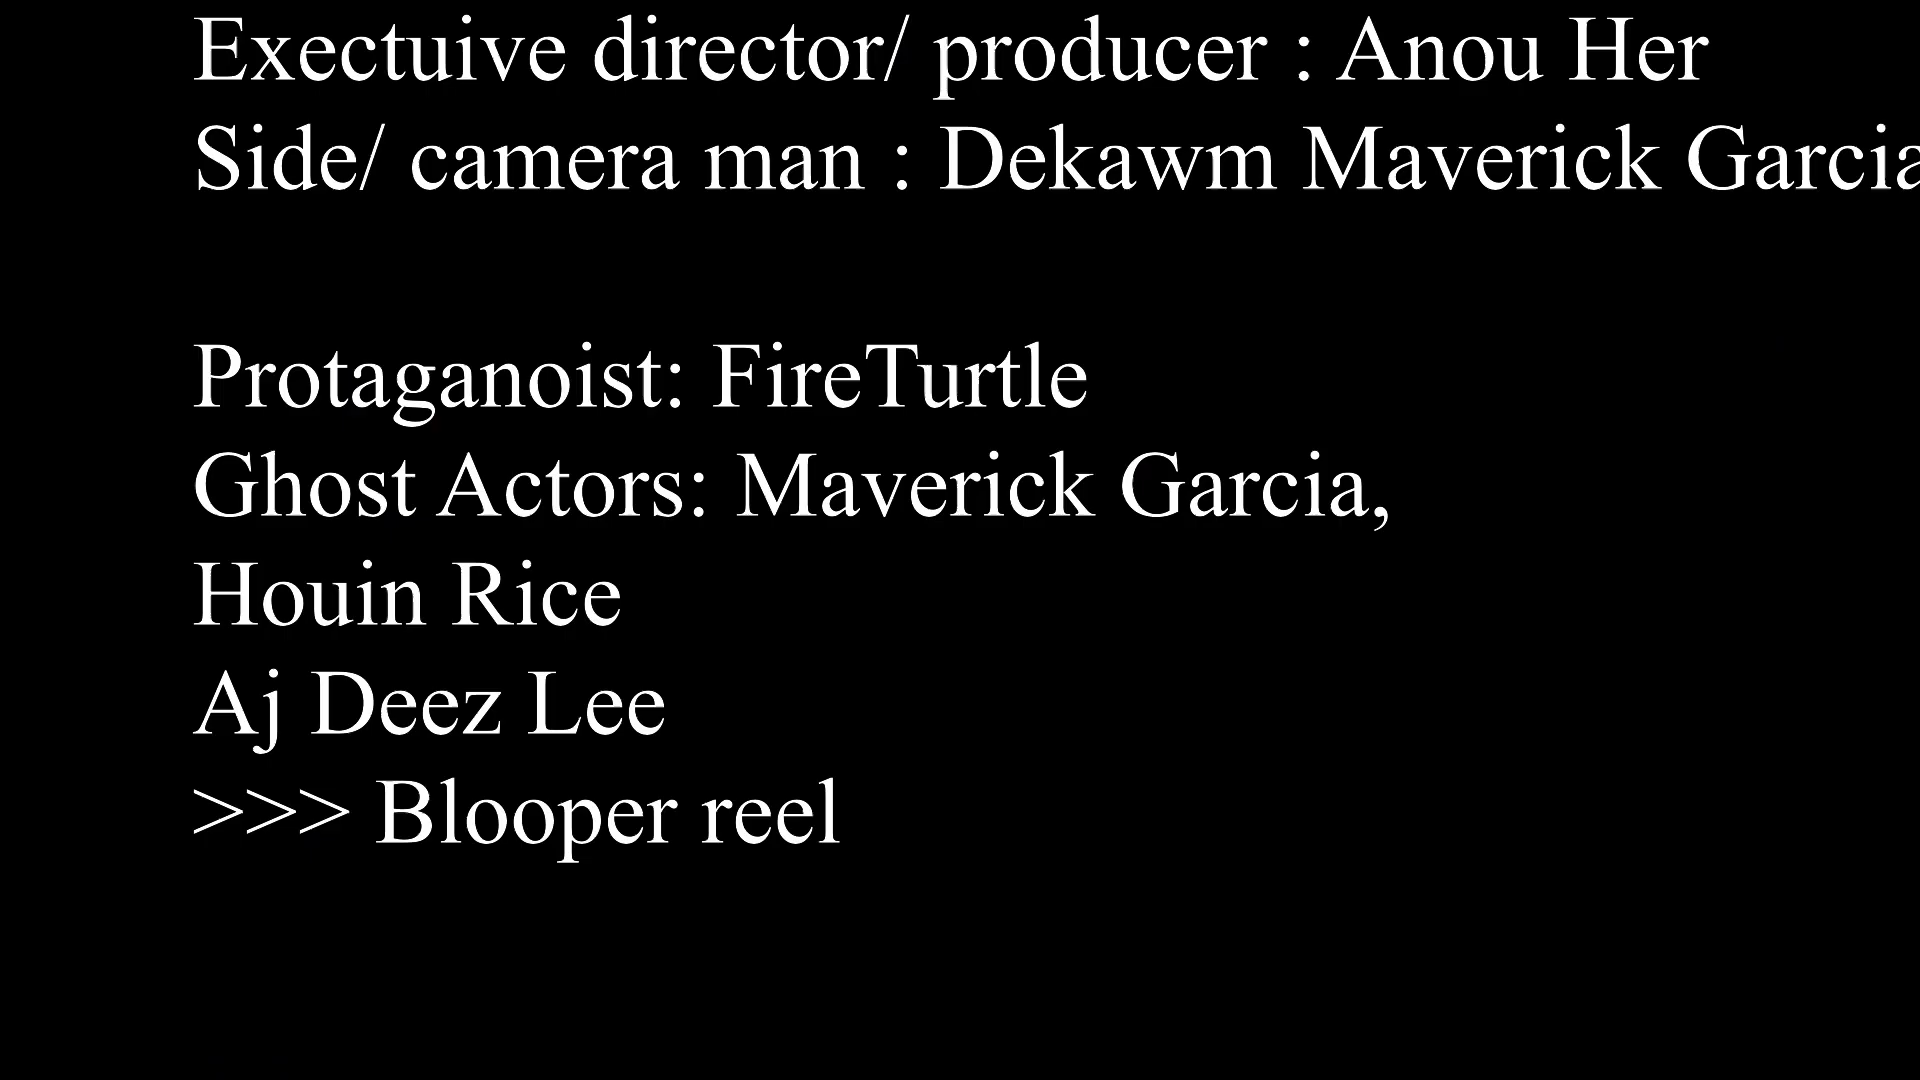 Exectuive director/ producer : Anou Her
Side/ camera man : Dekawm Maverick Garcia
Protaganoist: FireTurtle
Ghost Actors: Maverick Garcia,
Houin Rice
Aj Deez Lee
>>> Blooper reel